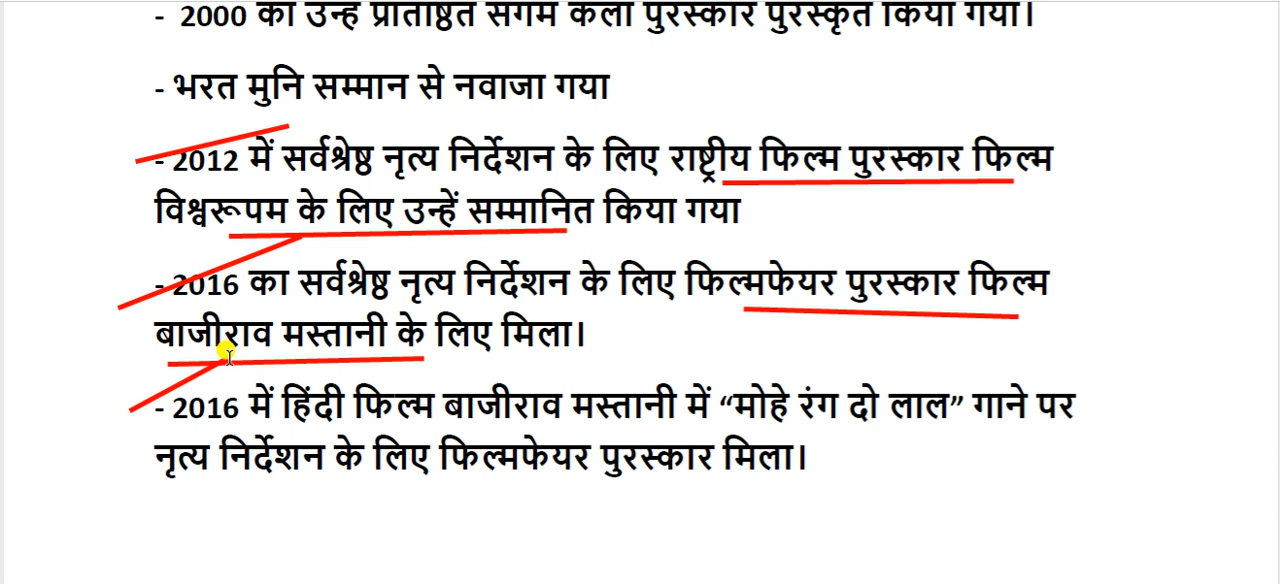 - 2000 को उन्हें प्रतिष्ठित संगम कला पुरस्कार पुरस्कृत किया गया।
- भरत मुनि सम्मान से नवाजा गया
- 2012 में सर्वश्रेष्ठ नृत्य निर्देशन के लिए राष्ट्रीय फिल्म पुरस्कार फिल्म
विश्वरूपम के लिए उन्हें सम्मानित किया गया
- 2016 का सर्वश्रेष्ठ नृत्य निर्देशन के लिए फिल्मफेयर पुरस्कार फिल्म
बाजीराव मस्तानी के लिए मिला।
- 2016 में हिंदी फिल्म बाजीराव मस्तानी में “मोहे रंग दो लाल” गाने पर
नृत्य निर्देशन के लिए फिल्मफेयर पुरस्कार मिला।